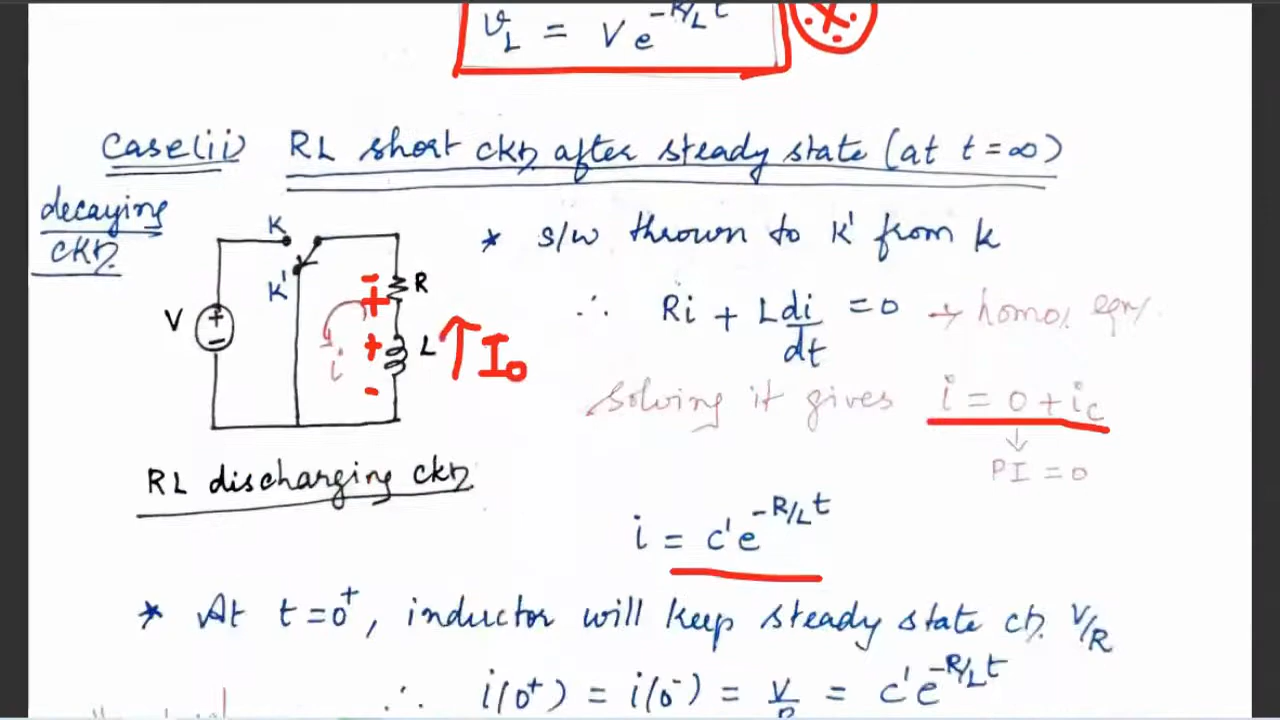 v_L = V e^{-R/L t}
Case(ii) RL short ckt after steady state (at t = ∞)
decaying
ckt.
K
K'
V
+
−
R
L
i
−
+
+
-
↑ I₀
RL discharging ckt
* s/w thrown to K' from K
∴ Ri + L di/dt = 0 → homo. eqn.
Solving it gives i = 0 + i_c
↓
PI = 0
i = c'e^{-R/L t}
* At t = 0⁺, inductor will keep steady state ct. V/R
∴ i(0⁺) = i(0⁻) = V/R = c'e^{-R/L t}